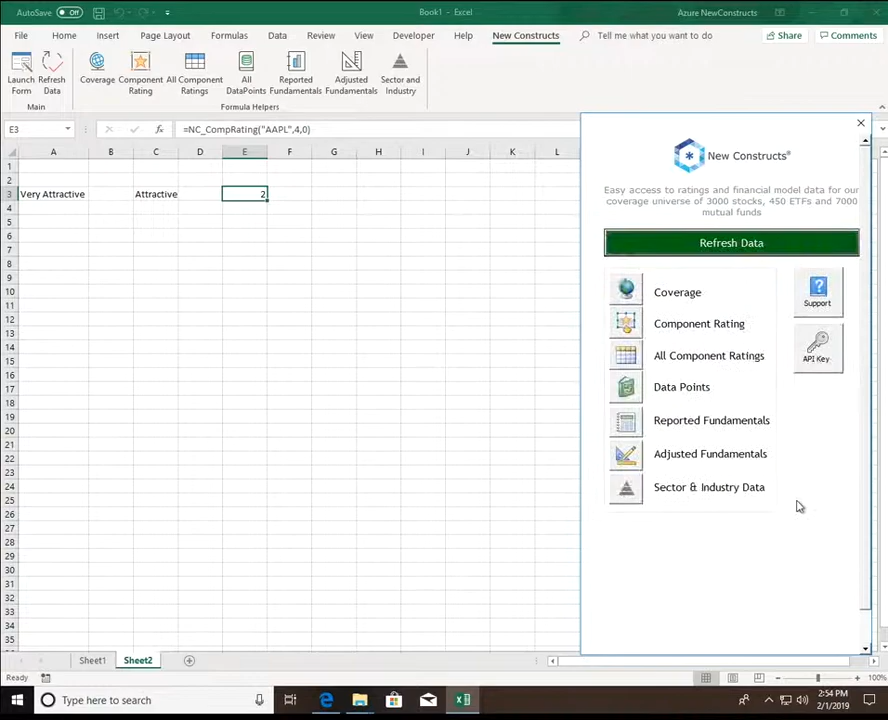 AutoSave Off
Book1 - Excel
Azure NewConstructs
File Home Insert Page Layout Formulas Data Review View Developer Help New Constructs Tell me what you want to do Share Comments
Launch Form
Refresh Data
Coverage
Component Rating
All Component Ratings
All DataPoints
Reported Fundamentals
Adjusted Fundamentals
Sector and Industry
Main
Formula Helpers
E3
fx
=NC_CompRating("AAPL",4,0)
A B C D E F G H I J K L
1
2
3 Very Attractive Attractive 2
4
5
6
7
8
9
10
11
12
13
14
15
16
17
18
19
20
21
22
23
24
25
26
27
28
29
30
31
32
33
34
35
New Constructs®
Easy access to ratings and financial model data for our
coverage universe of 3000 stocks, 450 ETFs and 7000
mutual funds
Refresh Data
Coverage
Component Rating
All Component Ratings
Data Points
Reported Fundamentals
Adjusted Fundamentals
Sector & Industry Data
Support
API Key
Sheet1 Sheet2
Ready
100%
Type here to search
2:54 PM
2/1/2019